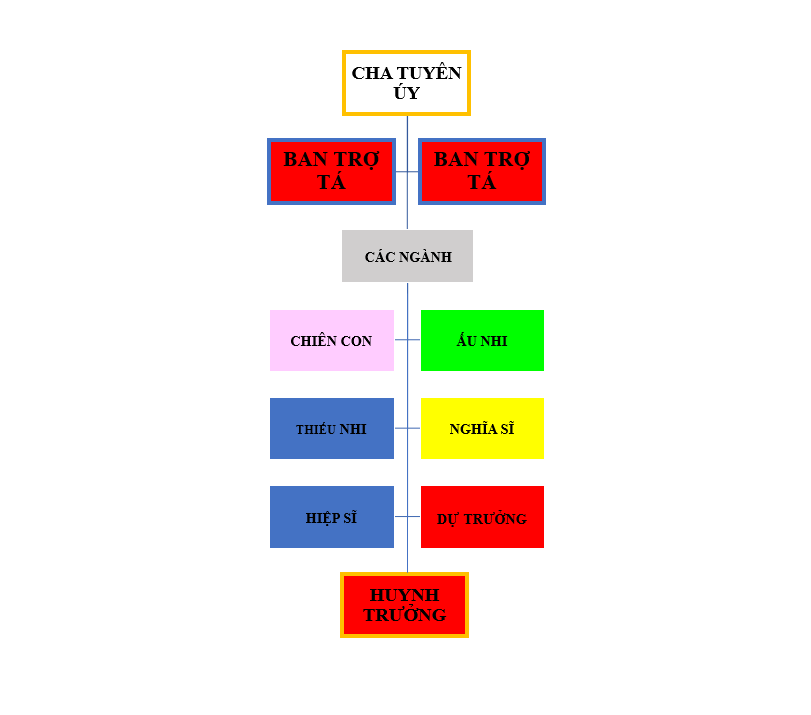 CHA TUYÊN
ÚY
BAN TRỢ
TÁ
BAN TRỢ
TÁ
CÁC NGÀNH
CHIÊN CON
ẤU NHI
THIẾU NHI
NGHĨA SĨ
HIỆP SĨ
DỰ TRƯỞNG
HUYNH
TRƯỞNG